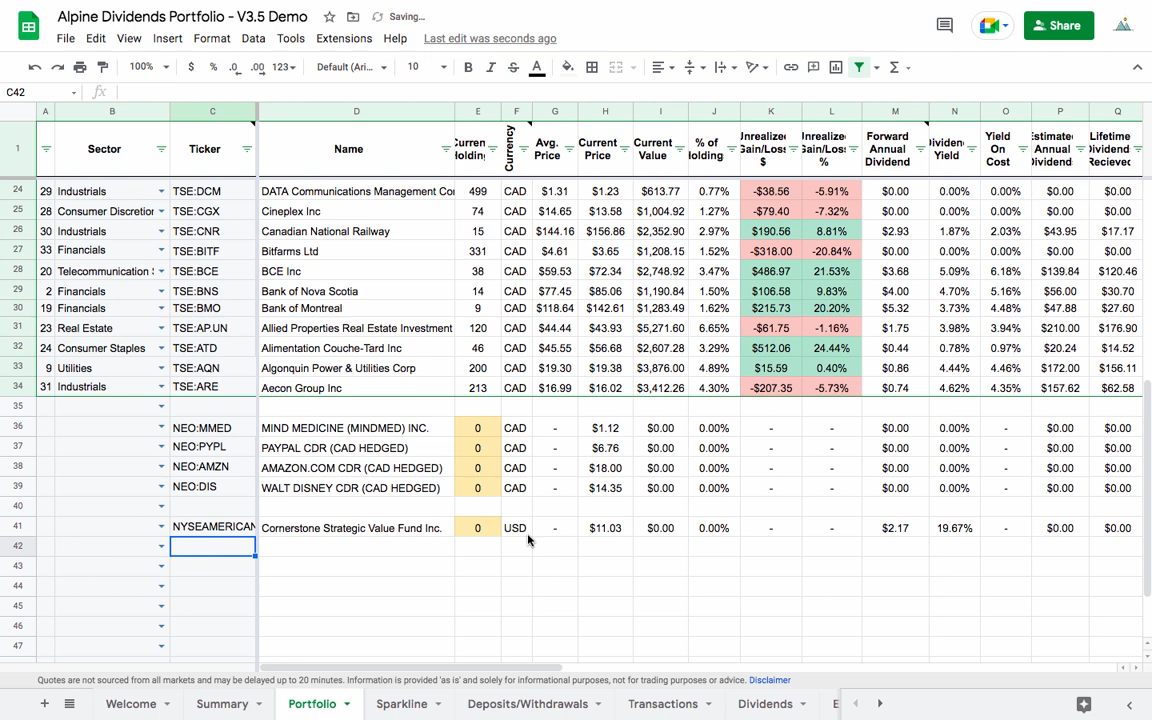 Alpine Dividends Portfolio - V3.5 Demo Saving...
File Edit View Insert Format Data Tools Extensions Help Last edit was seconds ago
Share
100% $ % .0 .00 123 Default (Ari... 10 B I S A
C42 fx
A B C D E F G H I J K L M N O P Q
1 Sector Ticker Name Current Holding Currency Avg. Price Current Price Current Value % of Holding Unrealized Gain/Loss $ Unrealized Gain/Loss % Forward Annual Dividend Dividend Yield Yield On Cost Estimated Annual Dividend Lifetime Dividend Recieved
24 29 Industrials TSE:DCM DATA Communications Management Cor 499 CAD $1.31 $1.23 $613.77 0.77% -$38.56 -5.91% $0.00 0.00% 0.00% $0.00 $0.00
25 28 Consumer Discretior TSE:CGX Cineplex Inc 74 CAD $14.65 $13.58 $1,004.92 1.27% -$79.40 -7.32% $0.00 0.00% 0.00% $0.00 $0.00
26 30 Industrials TSE:CNR Canadian National Railway 15 CAD $144.16 $156.86 $2,352.90 2.97% $190.56 8.81% $2.93 1.87% 2.03% $43.95 $17.17
27 33 Financials TSE:BITF Bitfarms Ltd 331 CAD $4.61 $3.65 $1,208.15 1.52% -$318.00 -20.84% $0.00 0.00% 0.00% $0.00 $0.00
28 20 Telecommunication S TSE:BCE BCE Inc 38 CAD $59.53 $72.34 $2,748.92 3.47% $486.97 21.53% $3.68 5.09% 6.18% $139.84 $120.46
29 2 Financials TSE:BNS Bank of Nova Scotia 14 CAD $77.45 $85.06 $1,190.84 1.50% $106.58 9.83% $4.00 4.70% 5.16% $56.00 $30.70
30 19 Financials TSE:BMO Bank of Montreal 9 CAD $118.64 $142.61 $1,283.49 1.62% $215.73 20.20% $5.32 3.73% 4.48% $47.88 $27.60
31 23 Real Estate TSE:AP.UN Allied Properties Real Estate Investment 120 CAD $44.44 $43.93 $5,271.60 6.65% -$61.75 -1.16% $1.75 3.98% 3.94% $210.00 $176.90
32 24 Consumer Staples TSE:ATD Alimentation Couche-Tard Inc 46 CAD $45.55 $56.68 $2,607.28 3.29% $512.06 24.44% $0.44 0.78% 0.97% $20.24 $14.52
33 9 Utilities TSE:AQN Algonquin Power & Utilities Corp 200 CAD $19.30 $19.38 $3,876.00 4.89% $15.59 0.40% $0.86 4.44% 4.46% $172.00 $156.11
34 31 Industrials TSE:ARE Aecon Group Inc 213 CAD $16.99 $16.02 $3,412.26 4.30% -$207.35 -5.73% $0.74 4.62% 4.35% $157.62 $62.58
35
36 NEO:MMED MIND MEDICINE (MINDMED) INC. 0 CAD - $1.12 $0.00 0.00% - - $0.00 0.00% - $0.00 $0.00
37 NEO:PYPL PAYPAL CDR (CAD HEDGED) 0 CAD - $6.76 $0.00 0.00% - - $0.00 0.00% - $0.00 $0.00
38 NEO:AMZN AMAZON.COM CDR (CAD HEDGED) 0 CAD - $18.00 $0.00 0.00% - - $0.00 0.00% - $0.00 $0.00
39 NEO:DIS WALT DISNEY CDR (CAD HEDGED) 0 CAD - $14.35 $0.00 0.00% - - $0.00 0.00% - $0.00 $0.00
40
41 NYSEAMERICAN Cornerstone Strategic Value Fund Inc. 0 USD - $11.03 $0.00 0.00% - - $2.17 19.67% - $0.00 $0.00
42
43
44
45
46
47
Quotes are not sourced from all markets and may be delayed up to 20 minutes. Information is provided 'as is' and solely for informational purposes, not for trading purposes or advice. Disclaimer
+ Welcome Summary Portfolio Sparkline Deposits/Withdrawals Transactions Dividends E